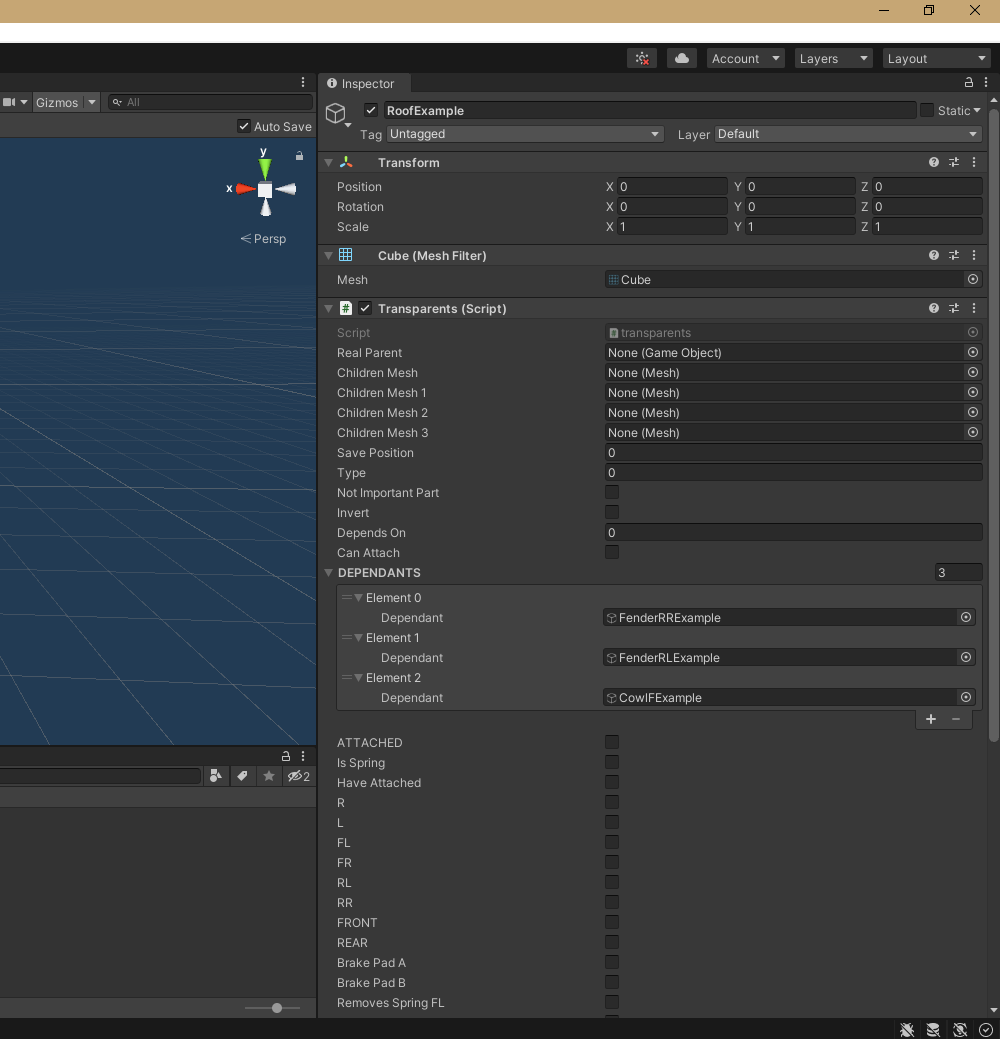 Account
Layers
Layout
Inspector
Gizmos
All
RoofExample
Static
Auto Save
Tag
Untagged
Layer
Default
y
x
Persp
Transform
Position
X 0
Y 0
Z 0
Rotation
X 0
Y 0
Z 0
Scale
X 1
Y 1
Z 1
Cube (Mesh Filter)
Mesh
Cube
#
Transparents (Script)
Script
transparents
Real Parent
None (Game Object)
Children Mesh
None (Mesh)
Children Mesh 1
None (Mesh)
Children Mesh 2
None (Mesh)
Children Mesh 3
None (Mesh)
Save Position
0
Type
0
Not Important Part
Invert
Depends On
0
Can Attach
DEPENDANTS
3
Element 0
Dependant
FenderRRExample
Element 1
Dependant
FenderRLExample
Element 2
Dependant
CowlFExample
ATTACHED
Is Spring
Have Attached
2
R
L
FL
FR
RL
RR
FRONT
REAR
Brake Pad A
Brake Pad B
Removes Spring FL